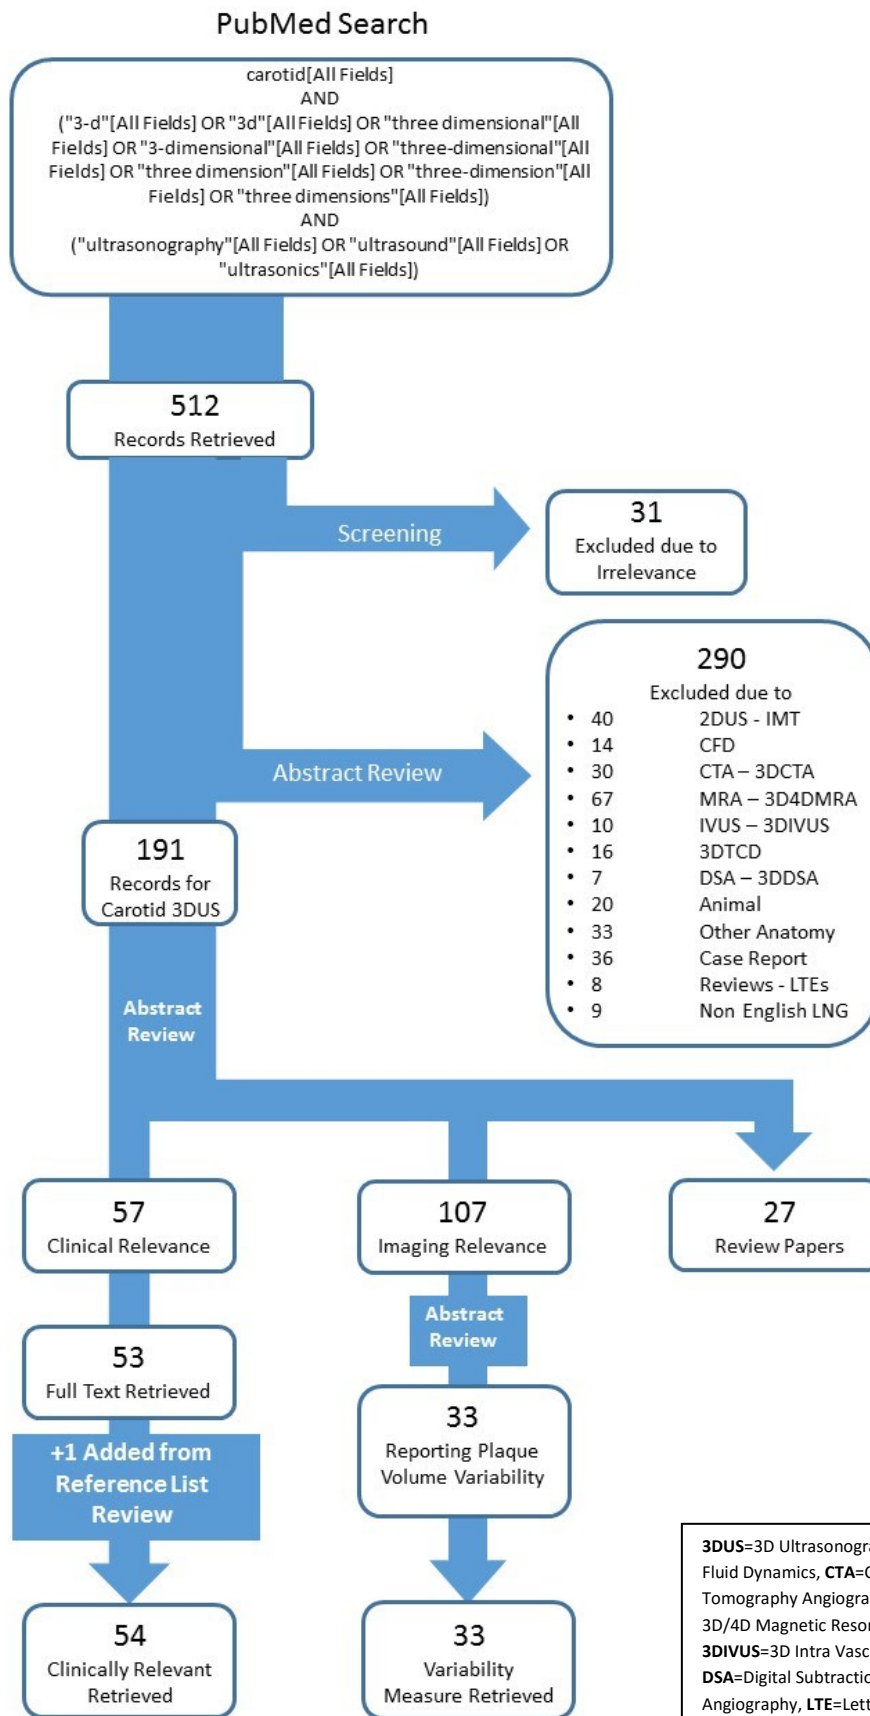 PubMed Search
carotid[All Fields]
AND
("3-d"[All Fields] OR "3d"[All Fields] OR "three dimensional"[All
Fields] OR "3-dimensional"[All Fields] OR "three-dimensional"[All
Fields] OR "three dimension"[All Fields] OR "three-dimension"[All
Fields] OR "three dimensions"[All Fields])
AND
("ultrasonography"[All Fields] OR "ultrasound"[All Fields] OR
"ultrasonics"[All Fields])
512
Records Retrieved
Screening
31
Excluded due to
Irrelevance
Abstract Review
290
Excluded due to
• 40 2DUS - IMT
• 14 CFD
• 30 CTA – 3DCTA
• 67 MRA – 3D4DMRA
• 10 IVUS – 3DIVUS
• 16 3DTCD
• 7 DSA – 3DDSA
• 20 Animal
• 33 Other Anatomy
• 36 Case Report
• 8 Reviews - LTEs
• 9 Non English LNG
191
Records for
Carotid 3DUS
Abstract
Review
57
Clinical Relevance
107
Imaging Relevance
27
Review Papers
Abstract
Review
53
Full Text Retrieved
33
Reporting Plaque
Volume Variability
+1 Added from
Reference List
Review
54
Clinically Relevant
Retrieved
33
Variability
Measure Retrieved
3DUS=3D
Fluid Dynamics, CTA=
Tomography
3D/4D Magnetic
3DIVUS=3D Intra
DSA=Digital
Angiography,